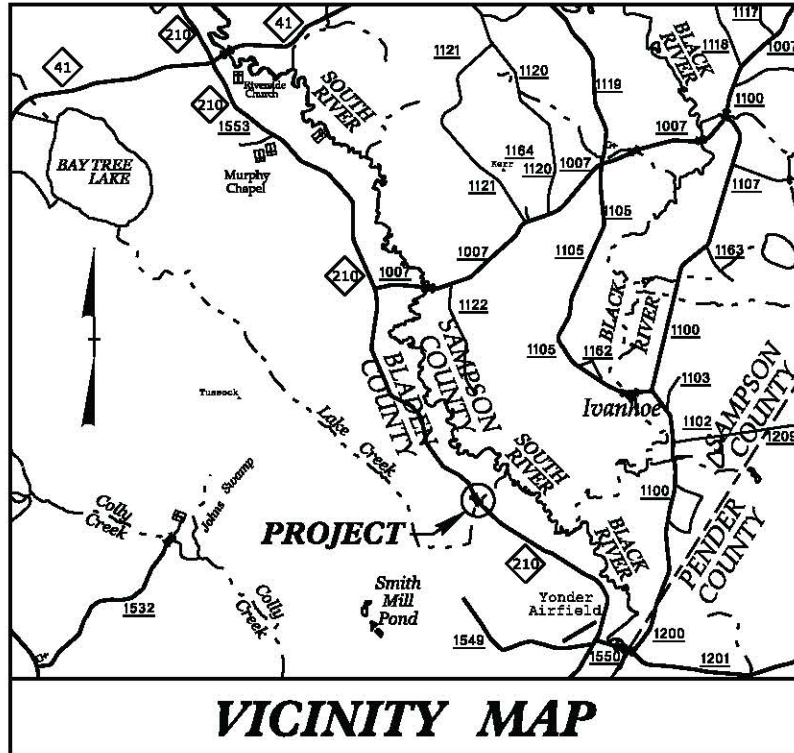 210
41
1117
1121
1118
1007
41
Riverside
Church
SOUTH
RIVER
1120
1119
BLACK
RIVER
1100
210
1553
1007
BAY TREE
LAKE
Murphy
Chapel
1164
Kerr
1120
1007
1121
1107
1105
1163
210
1007
1007
1105
1122
BLACK
RIVER
1100
SAMPSON
COUNTY
BLADEN
COUNTY
1105
1162
1103
Tussock
Ivanhoe
1102
SAMPSON
COUNTY
1209
Lake
Creek
SOUTH
RIVER
Colly
Creek
Johns Swamp
1100
PROJECT
BLACK
RIVER
PENDER
COUNTY
210
Colly
Creek
Smith
Mill
Pond
Yonder
Airfield
1532
1549
1550
1200
1201
VICINITY MAP